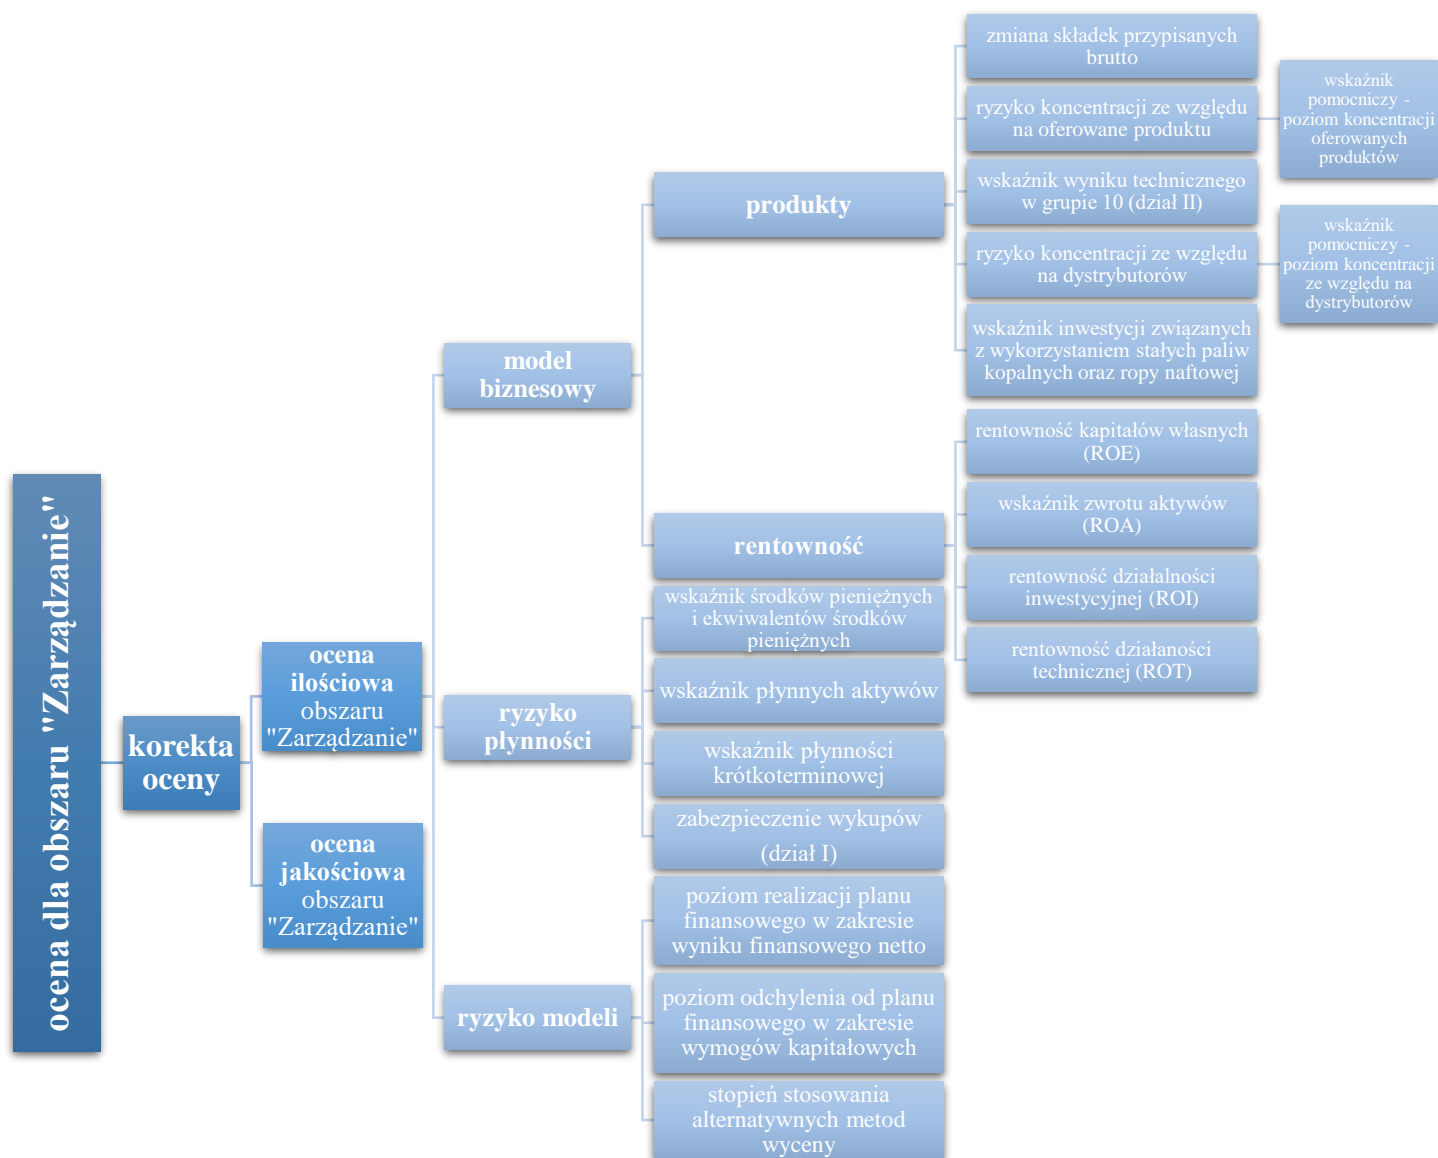 ocena dla obszaru "Zarządzanie"
korekta
oceny
ocena
ilościowa
obszaru
"Zarządzanie"
ocena
jakościowa
obszaru
"Zarządzanie"
model
biznesowy
produkty
zmiana składek przypisanych
brutto
ryzyko koncentracji ze względu
na oferowane produktu
wskaźnik
pomocniczy -
poziom koncentracji
oferowanych
produktów
wskaźnik wyniku technicznego
w grupie 10 (dział II)
ryzyko koncentracji ze względu
na dystrybutorów
wskaźnik
pomocniczy -
poziom koncentracji
ze względu na
dystrybutorów
wskaźnik inwestycji związanych
z wykorzystaniem stałych paliw
kopalnych oraz ropy naftowej
rentowność
rentowność kapitałów własnych
(ROE)
wskaźnik zwrotu aktywów
(ROA)
rentowność działalności
inwestycyjnej (ROI)
rentowność działaności
technicznej (ROT)
ryzyko
płynności
wskaźnik środków pieniężnych
i ekwiwalentów środków
pieniężnych
wskaźnik płynnych aktywów
wskaźnik płynności
krótkoterminowej
zabezpieczenie wykupów
(dział I)
ryzyko modeli
poziom realizacji planu
finansowego w zakresie
wyniku finansowego netto
poziom odchylenia od planu
finansowego w zakresie
wymogów kapitałowych
stopień stosowania
alternatywnych metod
wyceny